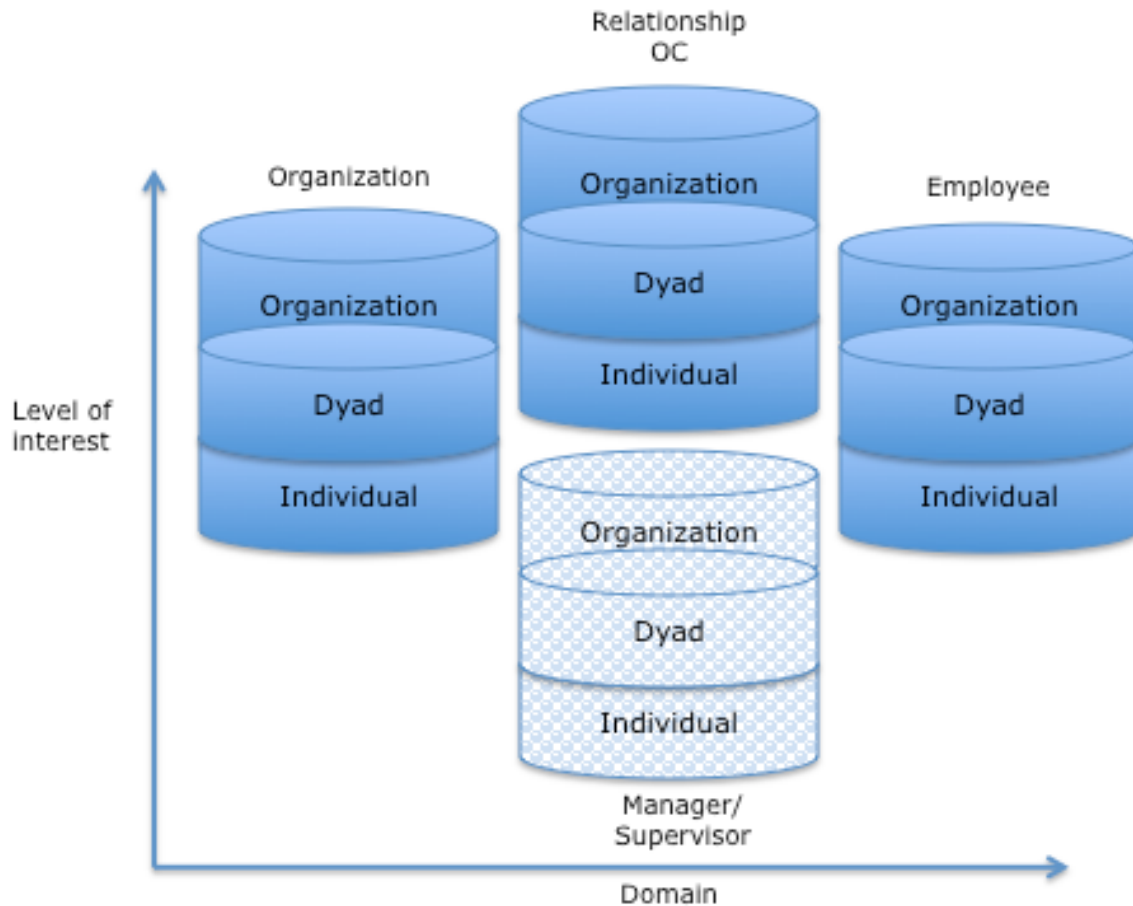 Relationship
OC
Organization
Employee
Organization
Dyad
Individual
Organization
Dyad
Individual
Organization
Dyad
Individual
Level of
interest
Organization
Dyad
Individual
Manager/
Supervisor
Domain